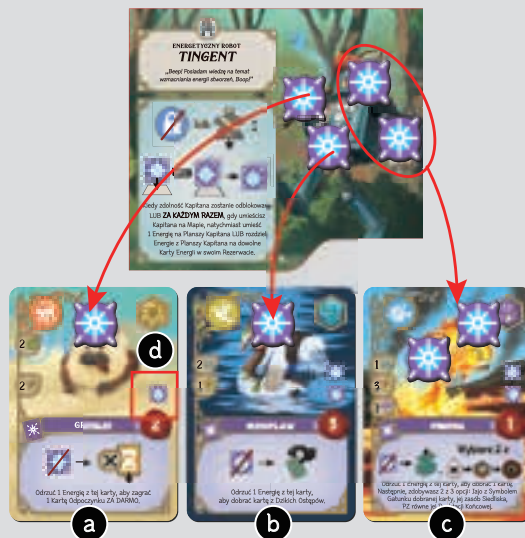 ENERGETYCZNY ROBOT
TINGENT
„Beep! Posiadam wiedzę na temat
wzmacniania energii stworzeń, Boop!”
LUB
Kiedy zdolność Kapitana zostanie odblokowana
LUB ZA KAŻDYM RAZEM, gdy umieścisz
Kapitana na Mapie, natychmiast umieść
1 Energię na Planszy Kapitana LUB rozdziel
Energie z Planszy Kapitana na dowolne
Karty Energii w swoim Rezerwacie.
d
2
2
2
Odrzuć 1 Energię z tej karty, aby zagrać
1 Kartę Odpoczynku ZA DARMO.
a
2
1
3
Odrzuć 1 Energię z tej karty,
aby dobrać kartę z Dzikich Ostępów.
b
1
3
1
1
Wybierz 2 z
Odrzuć 1 Energię z tej karty, aby dobrać 1 kartę.
Następnie, zdobywasz 2 z 3 opcji: Jajo z Symbolem
Gatunku dobranej karty, jej zasób Siedliska,
PZ równe jej Końcowej.
c